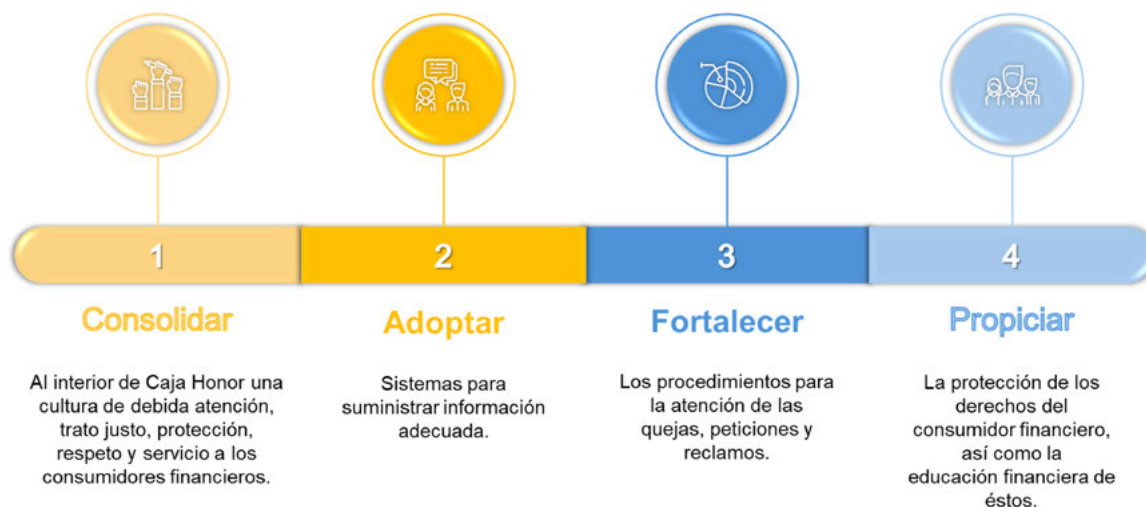 1
Consolidar
Al interior de Caja Honor una
cultura de debida atención,
trato justo, protección,
respeto y servicio a los
consumidores financieros.
2
Adoptar
Sistemas para
suministrar información
adecuada.
3
Fortalecer
Los procedimientos para
la atención de las
quejas, peticiones y
reclamos.
4
Propiciar
La protección de los
derechos del
consumidor financiero,
así como la
educación financiera de
éstos.